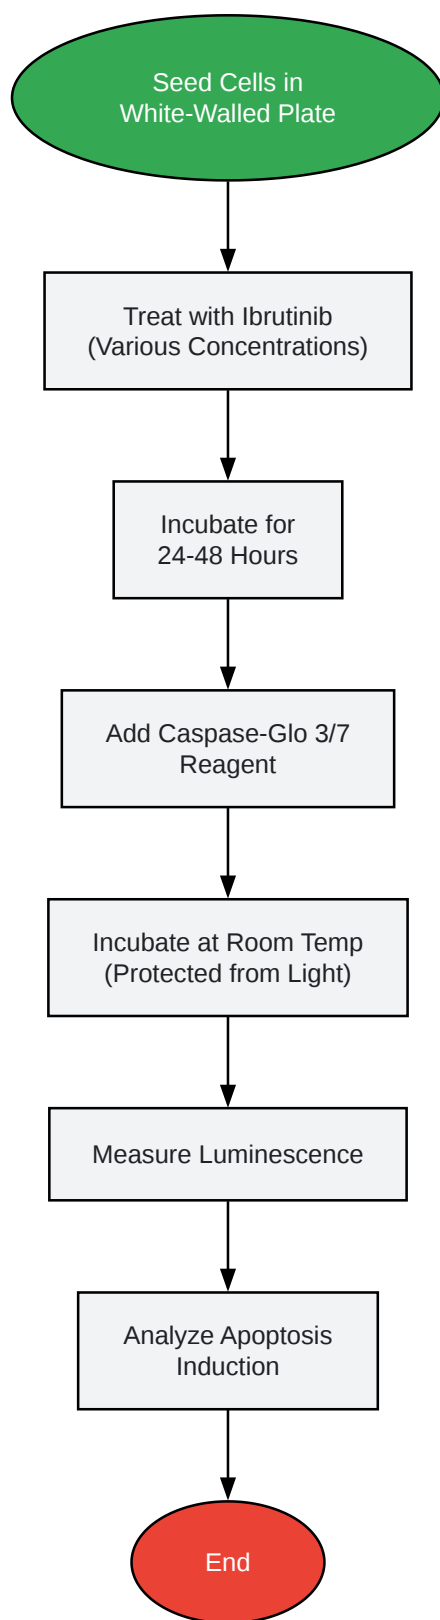 Seed Cells in
White-Walled Plate
Treat with Ibrutinib
(Various Concentrations)
Incubate for
24-48 Hours
Add Caspase-Glo 3/7
Reagent
Incubate at Room Temp
(Protected from Light)
Measure Luminescence
Analyze Apoptosis
Induction
End